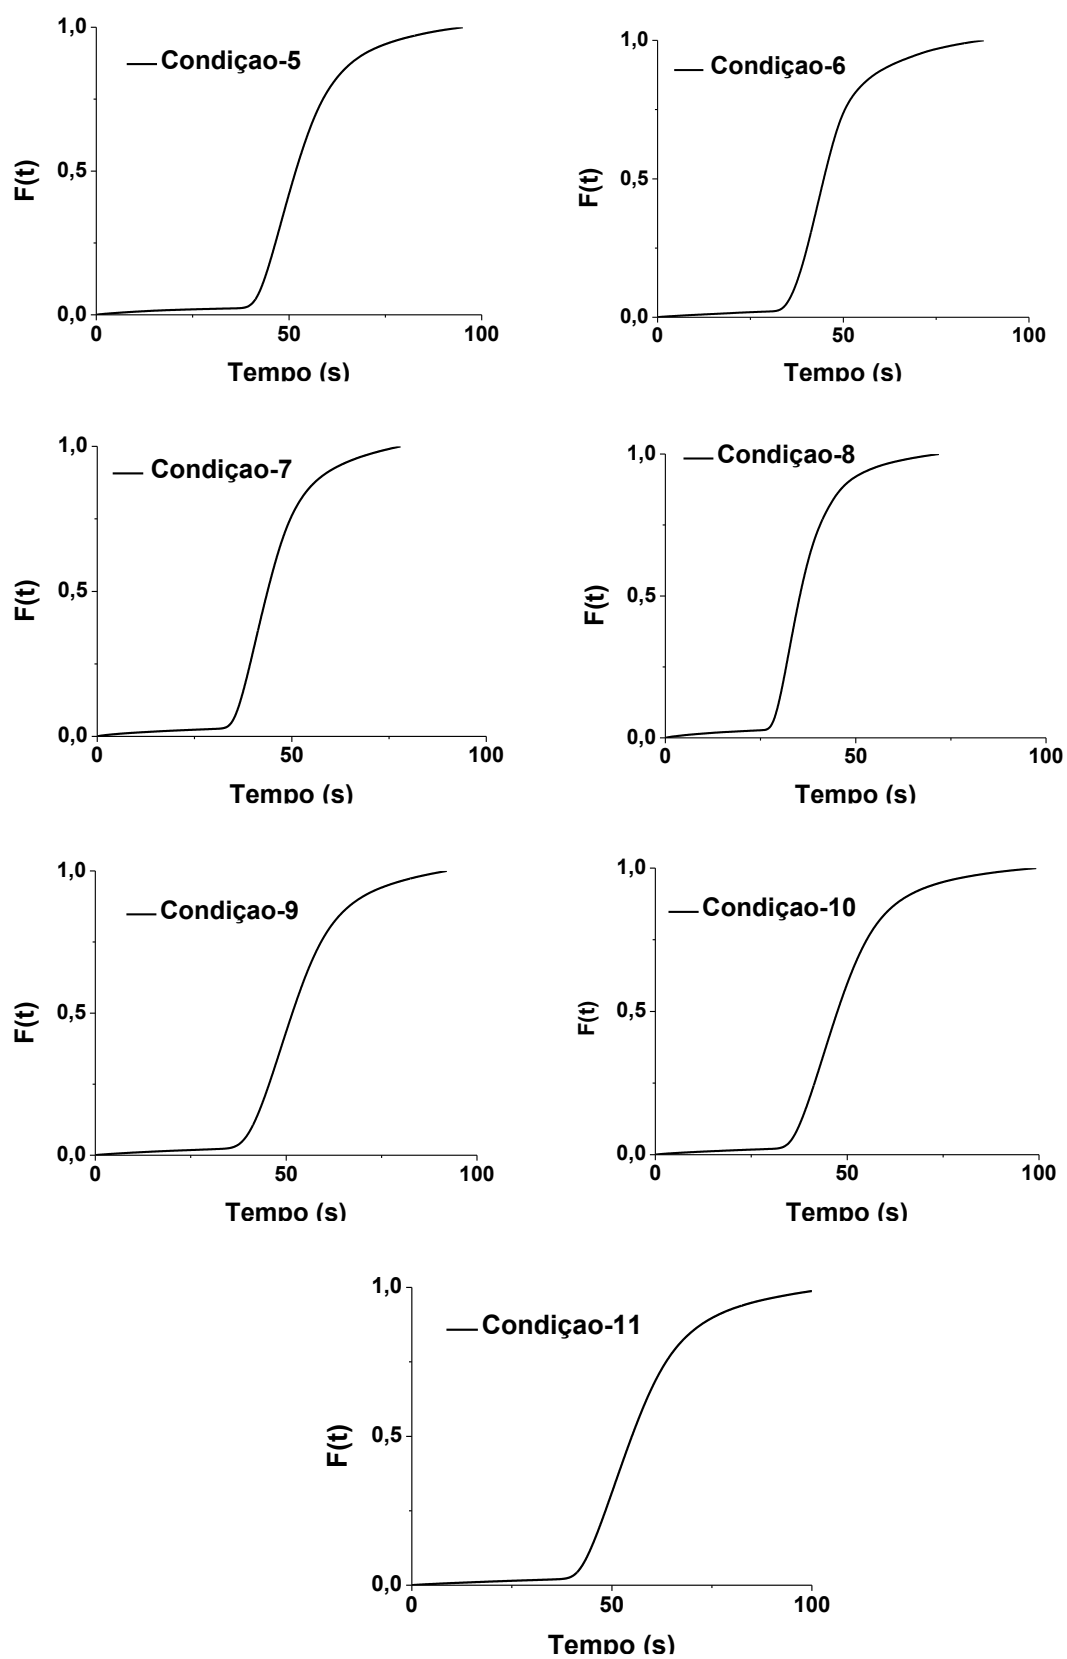 Condiçao-5
1,0
0,5
0,0
F(t)
0 50 100
Tempo (s)
Condiçao-6
1,0
0,5
0,0
F(t)
0 50 100
Tempo (s)
Condiçao-7
1,0
0,5
0,0
F(t)
0 50 100
Tempo (s)
Condiçao-8
1,0
0,5
0,0
F(t)
0 50 100
Tempo (s)
Condiçao-9
1,0
0,5
0,0
F(t)
0 50 100
Tempo (s)
Condiçao-10
1,0
0,5
0,0
F(t)
0 50 100
Tempo (s)
Condiçao-11
1,0
0,5
0,0
F(t)
0 50 100
Tempo (s)